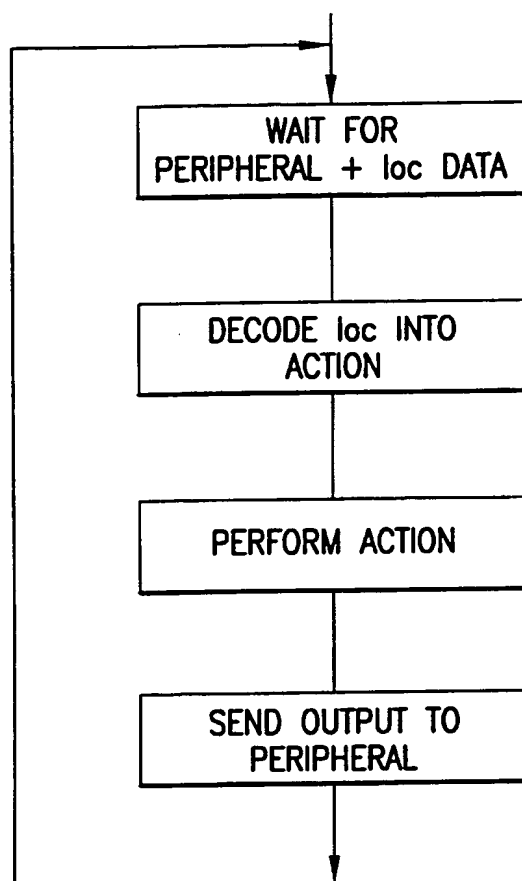 WAIT FOR
PERIPHERAL + loc DATA
DECODE loc INTO
ACTION
PERFORM ACTION
SEND OUTPUT TO
PERIPHERAL